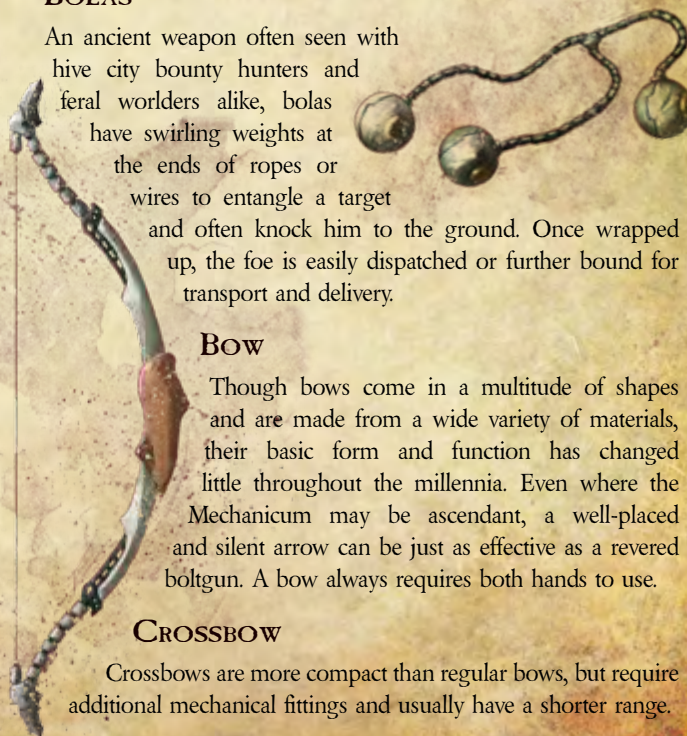 BOLAS
An ancient weapon often seen with
hive city bounty hunters and
feral worlders alike, bolas
have swirling weights at
the ends of ropes or
wires to entangle a target
and often knock him to the ground. Once wrapped
up, the foe is easily dispatched or further bound for
transport and delivery.
BOW
Though bows come in a multitude of shapes
and are made from a wide variety of materials,
their basic form and function has changed
little throughout the millennia. Even where the
Mechanicum may be ascendant, a well-placed
and silent arrow can be just as effective as a revered
boltgun. A bow always requires both hands to use.
CROSSBOW
Crossbows are more compact than regular bows, but require
additional mechanical fittings and usually have a shorter range.